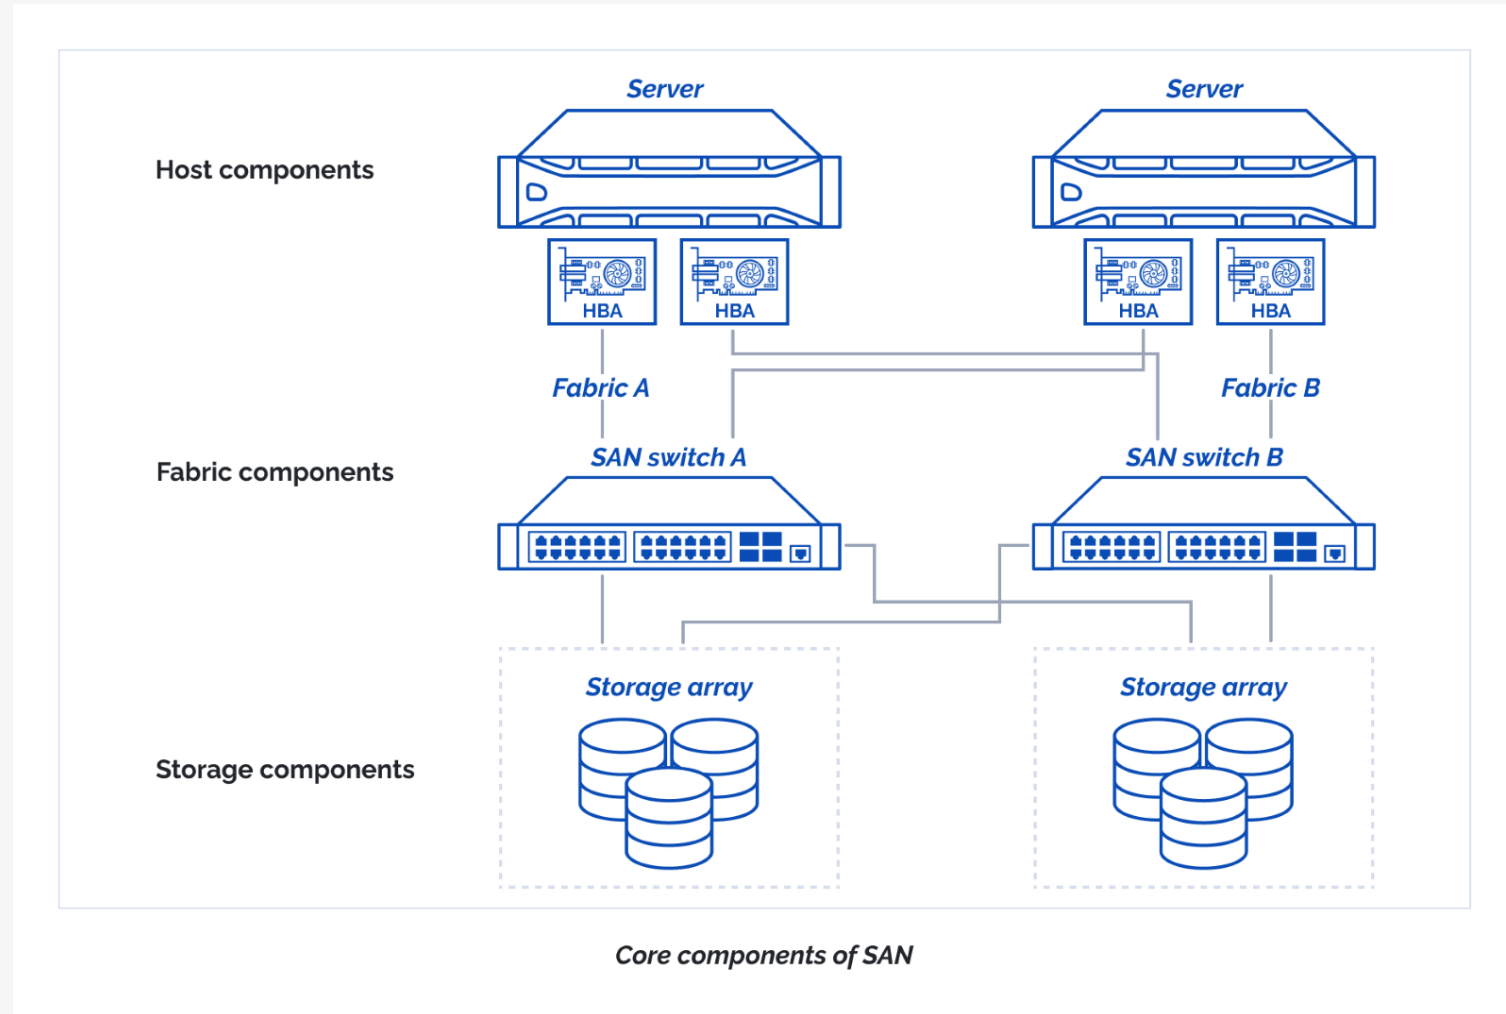 Server
Server
Host components
HBA
HBA
HBA
HBA
Fabric A
Fabric B
SAN switch A
SAN switch B
Fabric components
Storage array
Storage array
Storage components
Core components of SAN